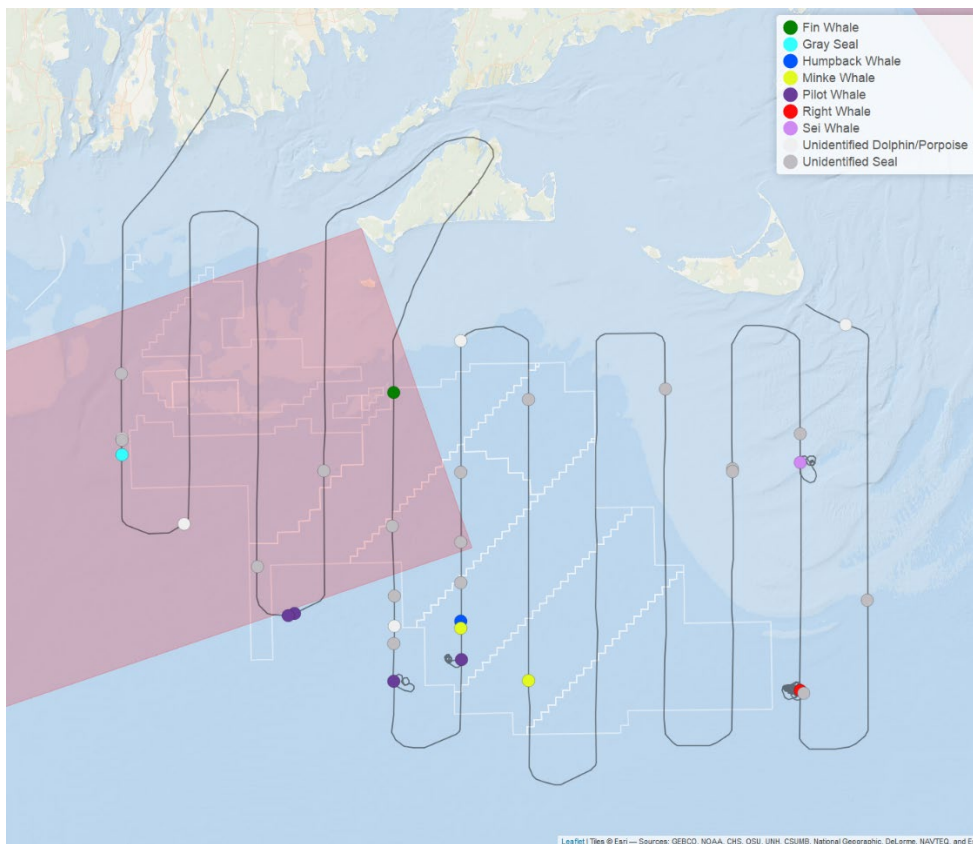 Fin Whale
Gray Seal
Humpback Whale
Minke Whale
Pilot Whale
Right Whale
Sei Whale
Unidentified Dolphin/Porpoise
Unidentified Seal
Leaflet | Tiles © Esri — Sources: GEBCO, NOAA, CHS, OSU, UNH, CSUMB, National Geographic, DeLorme, NAVTEQ, and E